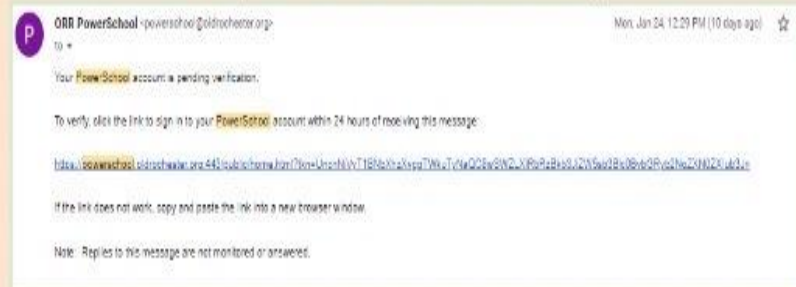 P
ORR PowerSchool <powerschool@oldrochester.org>
Mon, Jan 24, 12:29 PM (10 days ago)
to
Your PowerSchool account is pending verification.
To verify, click the link to sign in to your PowerSchool account within 24 hours of receiving this message:
If the link does not work, copy and paste the link into a new browser window.
Note: Replies to this message are not monitored or answered.